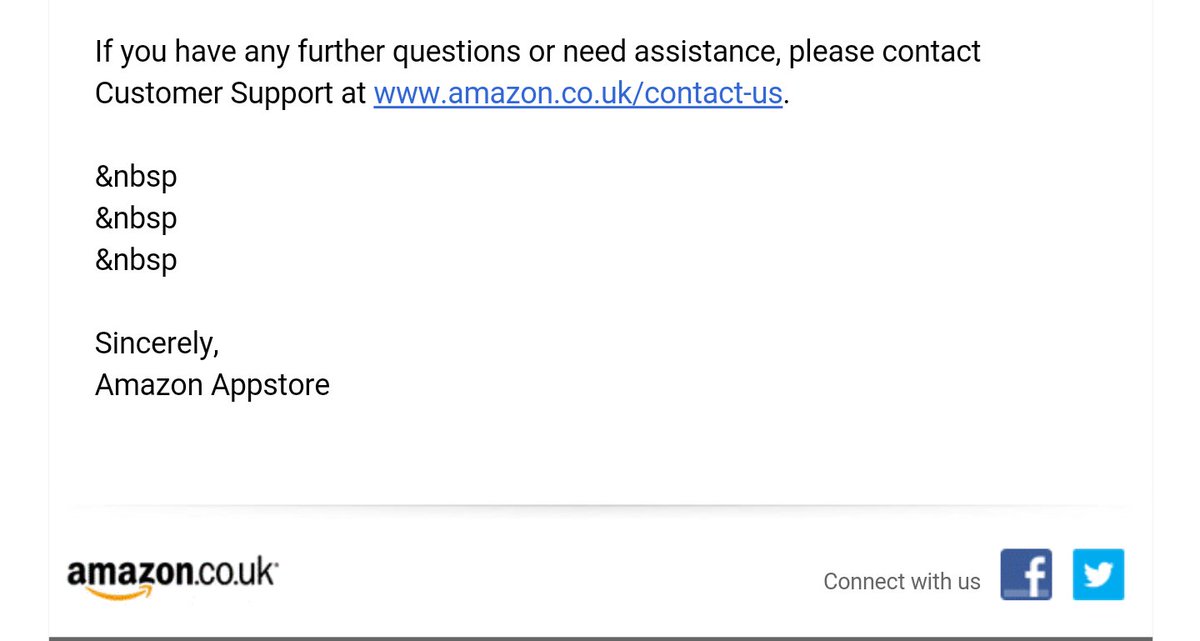 If you have any further questions or need assistance, please contact
Customer Support at www.amazon.co.uk/contact-us.
&nbsp
&nbsp
&nbsp
Sincerely,
Amazon Appstore
amazon.co.uk
Connect with us